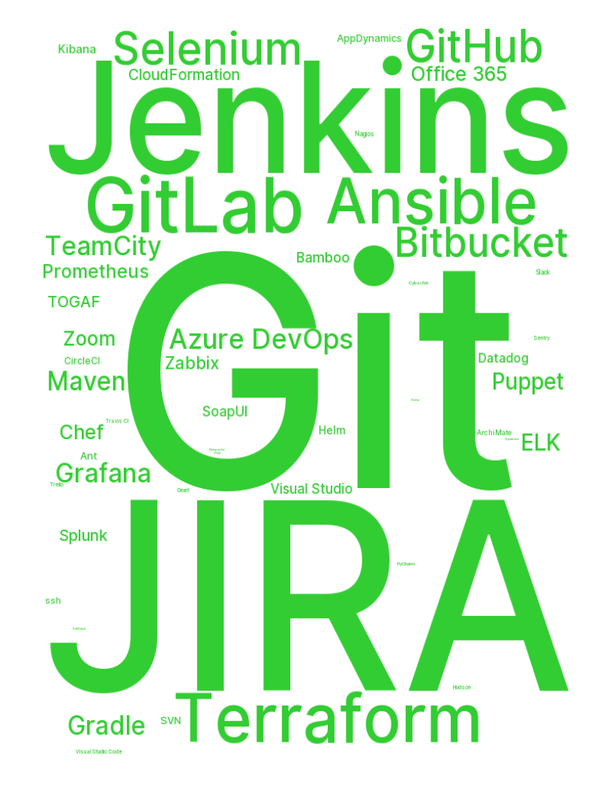 Kibana
Selenium
AppDynamics
GitHub
CloudFormation
Office 365
Jenkins
Nagios
GitLab
Ansible
TeamCity
Bamboo
Bitbucket
Prometheus
Slack
TOGAF
Git
Zoom
Azure DevOps
Sentry
CircleCI
Zabbix
Datadog
Maven
Puppet
SoapUI
Travis CI
Chef
Helm
ArchiMate
ELK
Ant
Grafana
Trello
Visual Studio
JIRA
Splunk
PyCharm
ssh
Hudson
Terraform
Gradle
SVN
Visual Studio Code